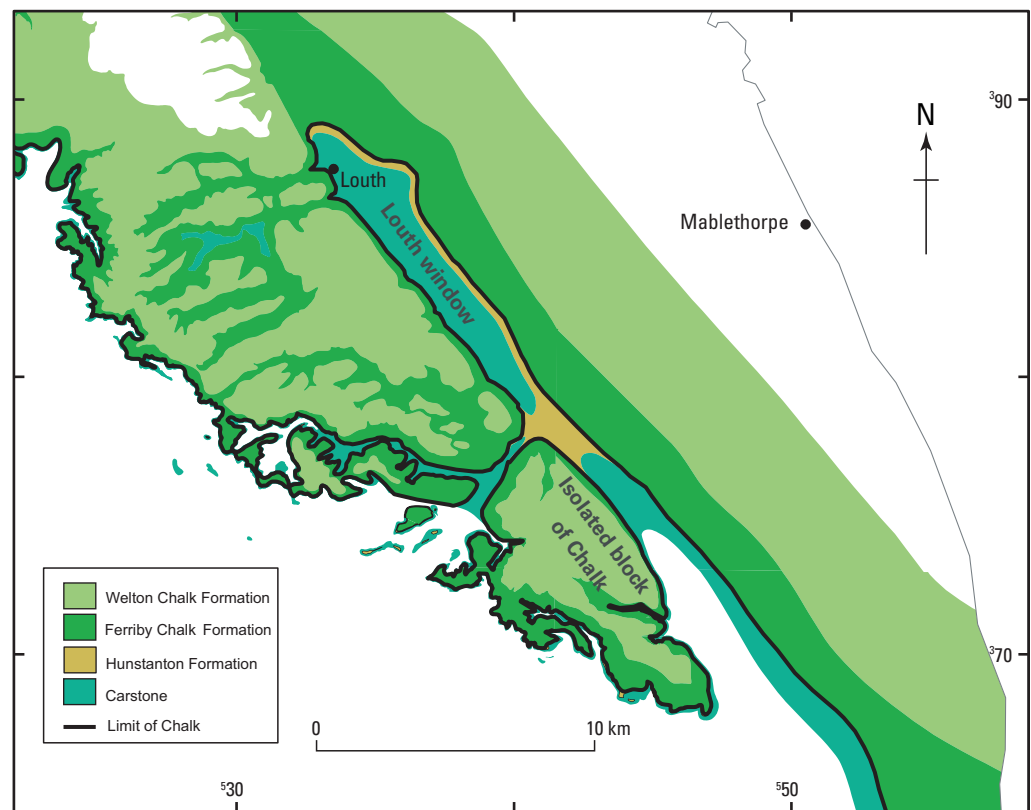 ³90
N
Louth
Mablethorpe
Louth window
Isolated block
of Chalk
Welton Chalk Formation
Ferriby Chalk Formation
Hunstanton Formation
Carstone
Limit of Chalk
³70
0
10 km
⁵30
⁵50